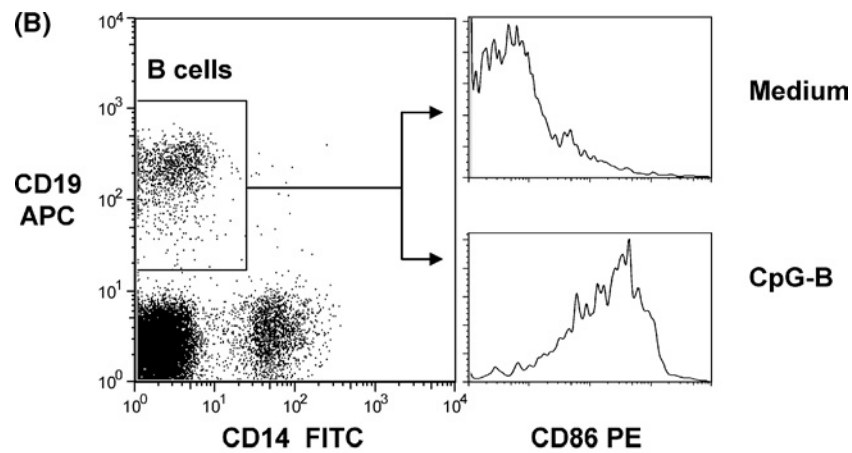 (B)
B cells
CD19
APC
10⁴
10³
10²
10¹
10⁰
10⁰ 10¹ 10² 10³ 10⁴
CD14 FITC
Medium
CpG-B
CD86 PE